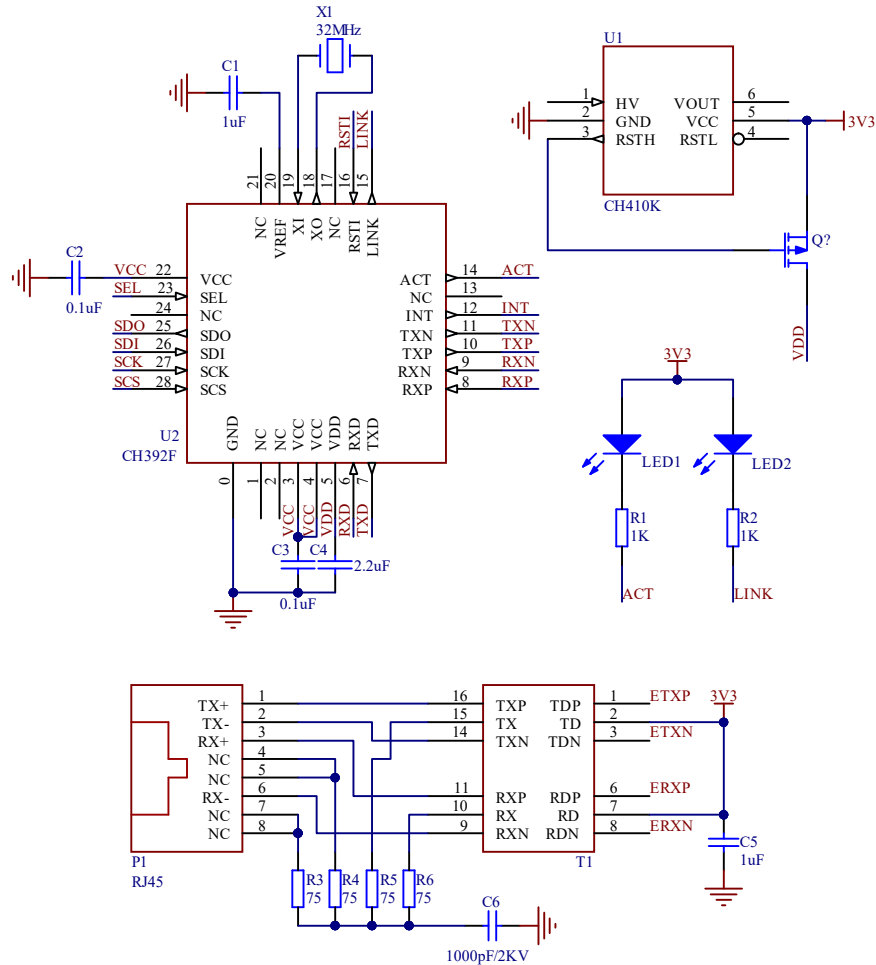 X1
32MHz
C1
1uF
RSTI
LINK
21
20
19
18
17
16
15
NC
VREF
XI
XO
NC
RSTI
LINK
C2
0.1uF
VCC 22 VCC
SEL 23 SEL
24 NC
SDO 25 SDO
SDI 26 SDI
SCK 27 SCK
SCS 28 SCS
ACT 14 ACT
NC 13
INT 12 INT
TXN 11 TXN
TXP 10 TXP
RXN 9 RXN
RXP 8 RXP
U2
CH392F
GND
NC
NC
VCC
VCC
VDD
RXD
TXD
0
1
2
3
4
5
6
7
VCC
VCC
VDD
RXD
TXD
C3
0.1uF
C4
2.2uF
U1
1 HV
2 GND
3 RSTH
VOUT 6
VCC 5
RSTL 4
CH410K
3V3
Q?
VDD
3V3
LED1
LED2
R1
1K
R2
1K
ACT
LINK
TX+ 1
TX- 2
RX+ 3
NC 4
NC 5
RX- 6
NC 7
NC 8
P1
RJ45
16 TXP
15 TX
14 TXN
11 RXP
10 RX
9 RXN
TDP 1 ETXP
TD 2
TDN 3 ETXN
RDP 6 ERXP
RD 7
RDN 8 ERXN
T1
3V3
C5
1uF
R3
75
R4
75
R5
75
R6
75
C6
1000pF/2KV